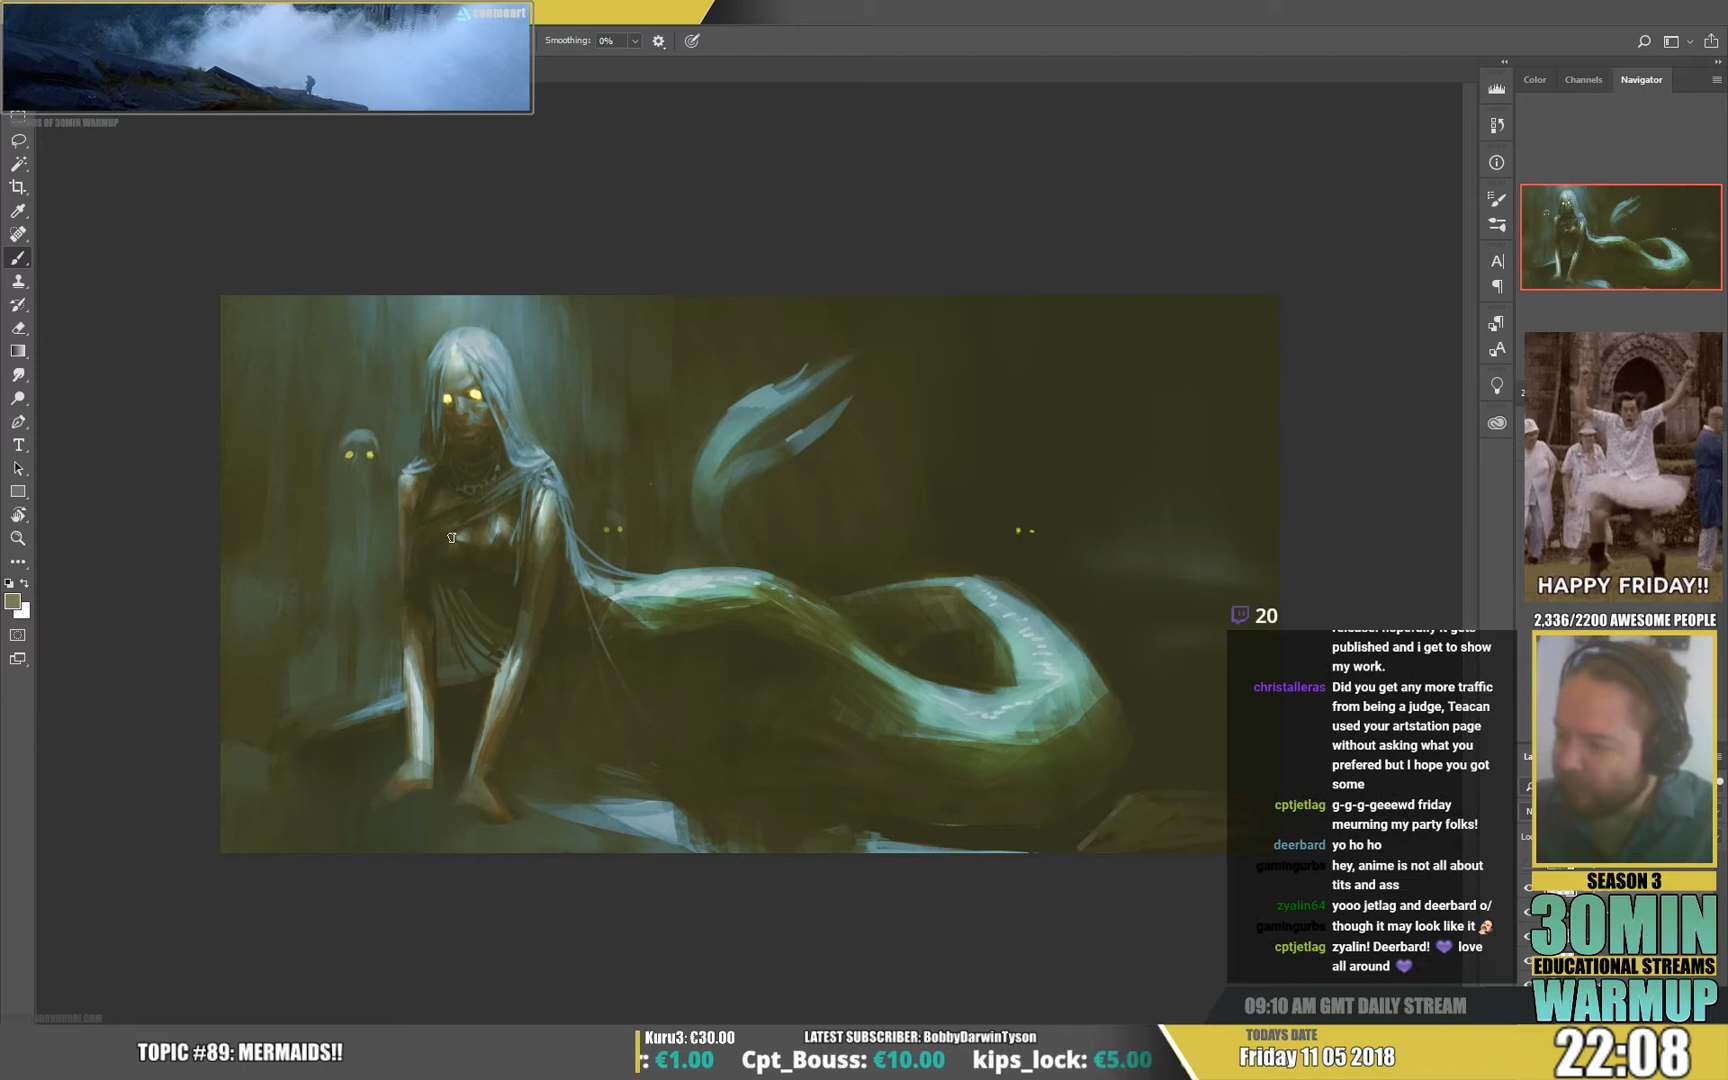 Smoothing: 0%
Color Channels Navigator
OF 30MIN WARMUP
HAPPY FRIDAY!!
2,336/2200 AWESOME PEOPLE
20
published and i get to show
my work.
christalleras Did you get any more traffic
from being a judge, Teacan
used your artstation page
without asking what you
prefered but I hope you got
some
cptjetlag g-g-g-geeewd friday
meurning my party folks!
deerbard yo ho ho
gamingurbs hey, anime is not all about
tits and ass
zyalin64 yooo jetlag and deerbard o/
gamingurbs though it may look like it
cptjetlag zyalin! Deerbard! love
all around
SEASON 3
30MIN
EDUCATIONAL STREAMS
WARMUP
22:08
09:10 AM GMT DAILY STREAM
TODAYS DATE
Friday 11 05 2018
TOPIC #89: MERMAIDS!!
Kuru3: €30.00
LATEST SUBSCRIBER: BobbyDarwinTyson
: €1.00 Cpt_Bouss: €10.00 kips_lock: €5.00